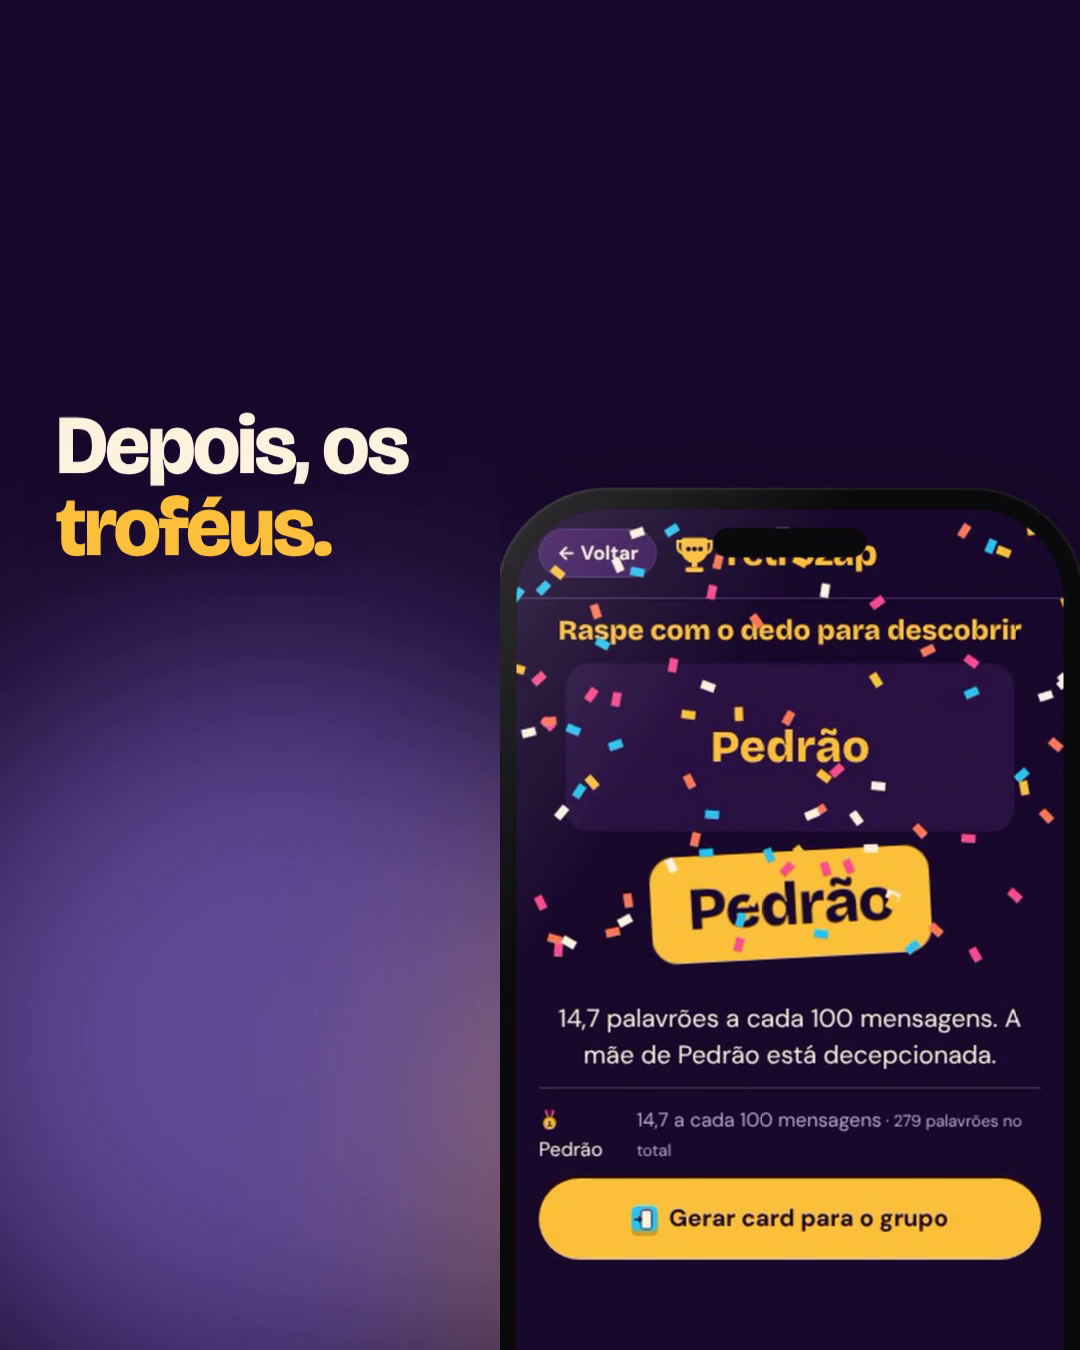 Depois, os
troféus.
← Voltar
retrozap
Raspe com o dedo para descobrir
Pedrão
Pedrão
14,7 palavrões a cada 100 mensagens. A
mãe de Pedrão está decepcionada.
14,7 a cada 100 mensagens · 279 palavrões no
Pedrão
total
Gerar card para o grupo